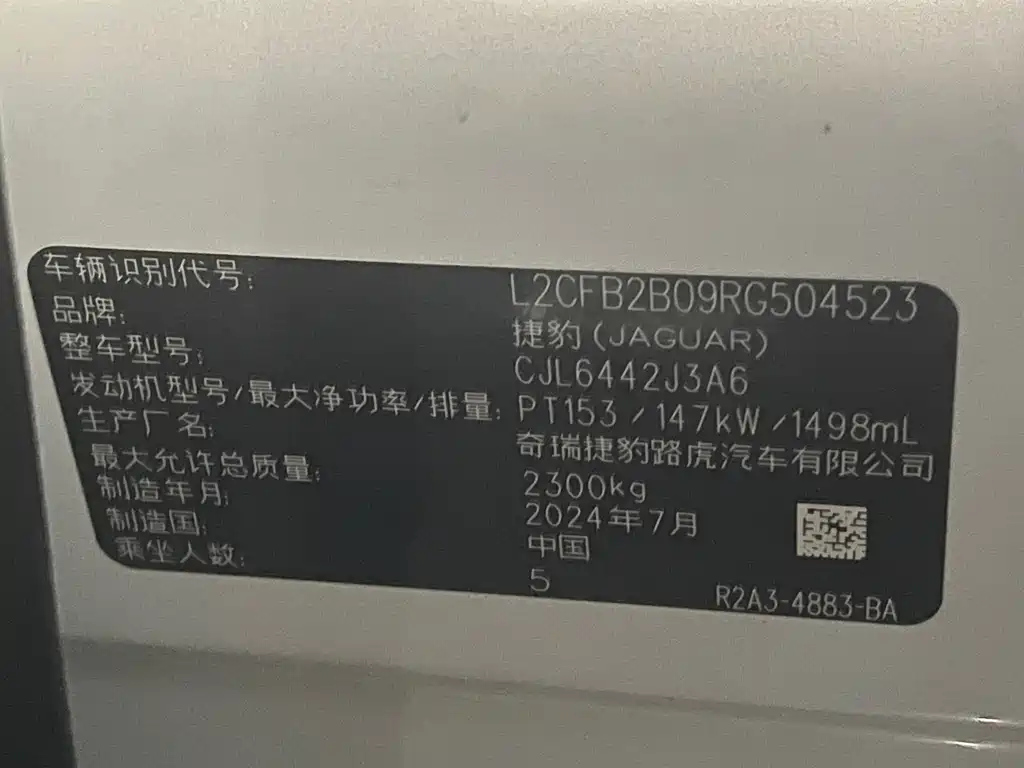 车辆识别代号: L2CFB2B09RG504523
品牌: 捷豹(JAGUAR)
整车型号: CJL6442J3A6
发动机型号/最大净功率/排量: PT153/147kW/1498mL
生产厂名: 奇瑞捷豹路虎汽车有限公司
最大允许总质量: 2300kg
制造年月: 2024年7月
制造国: 中国
乘坐人数: 5
R2A3-4883-BA